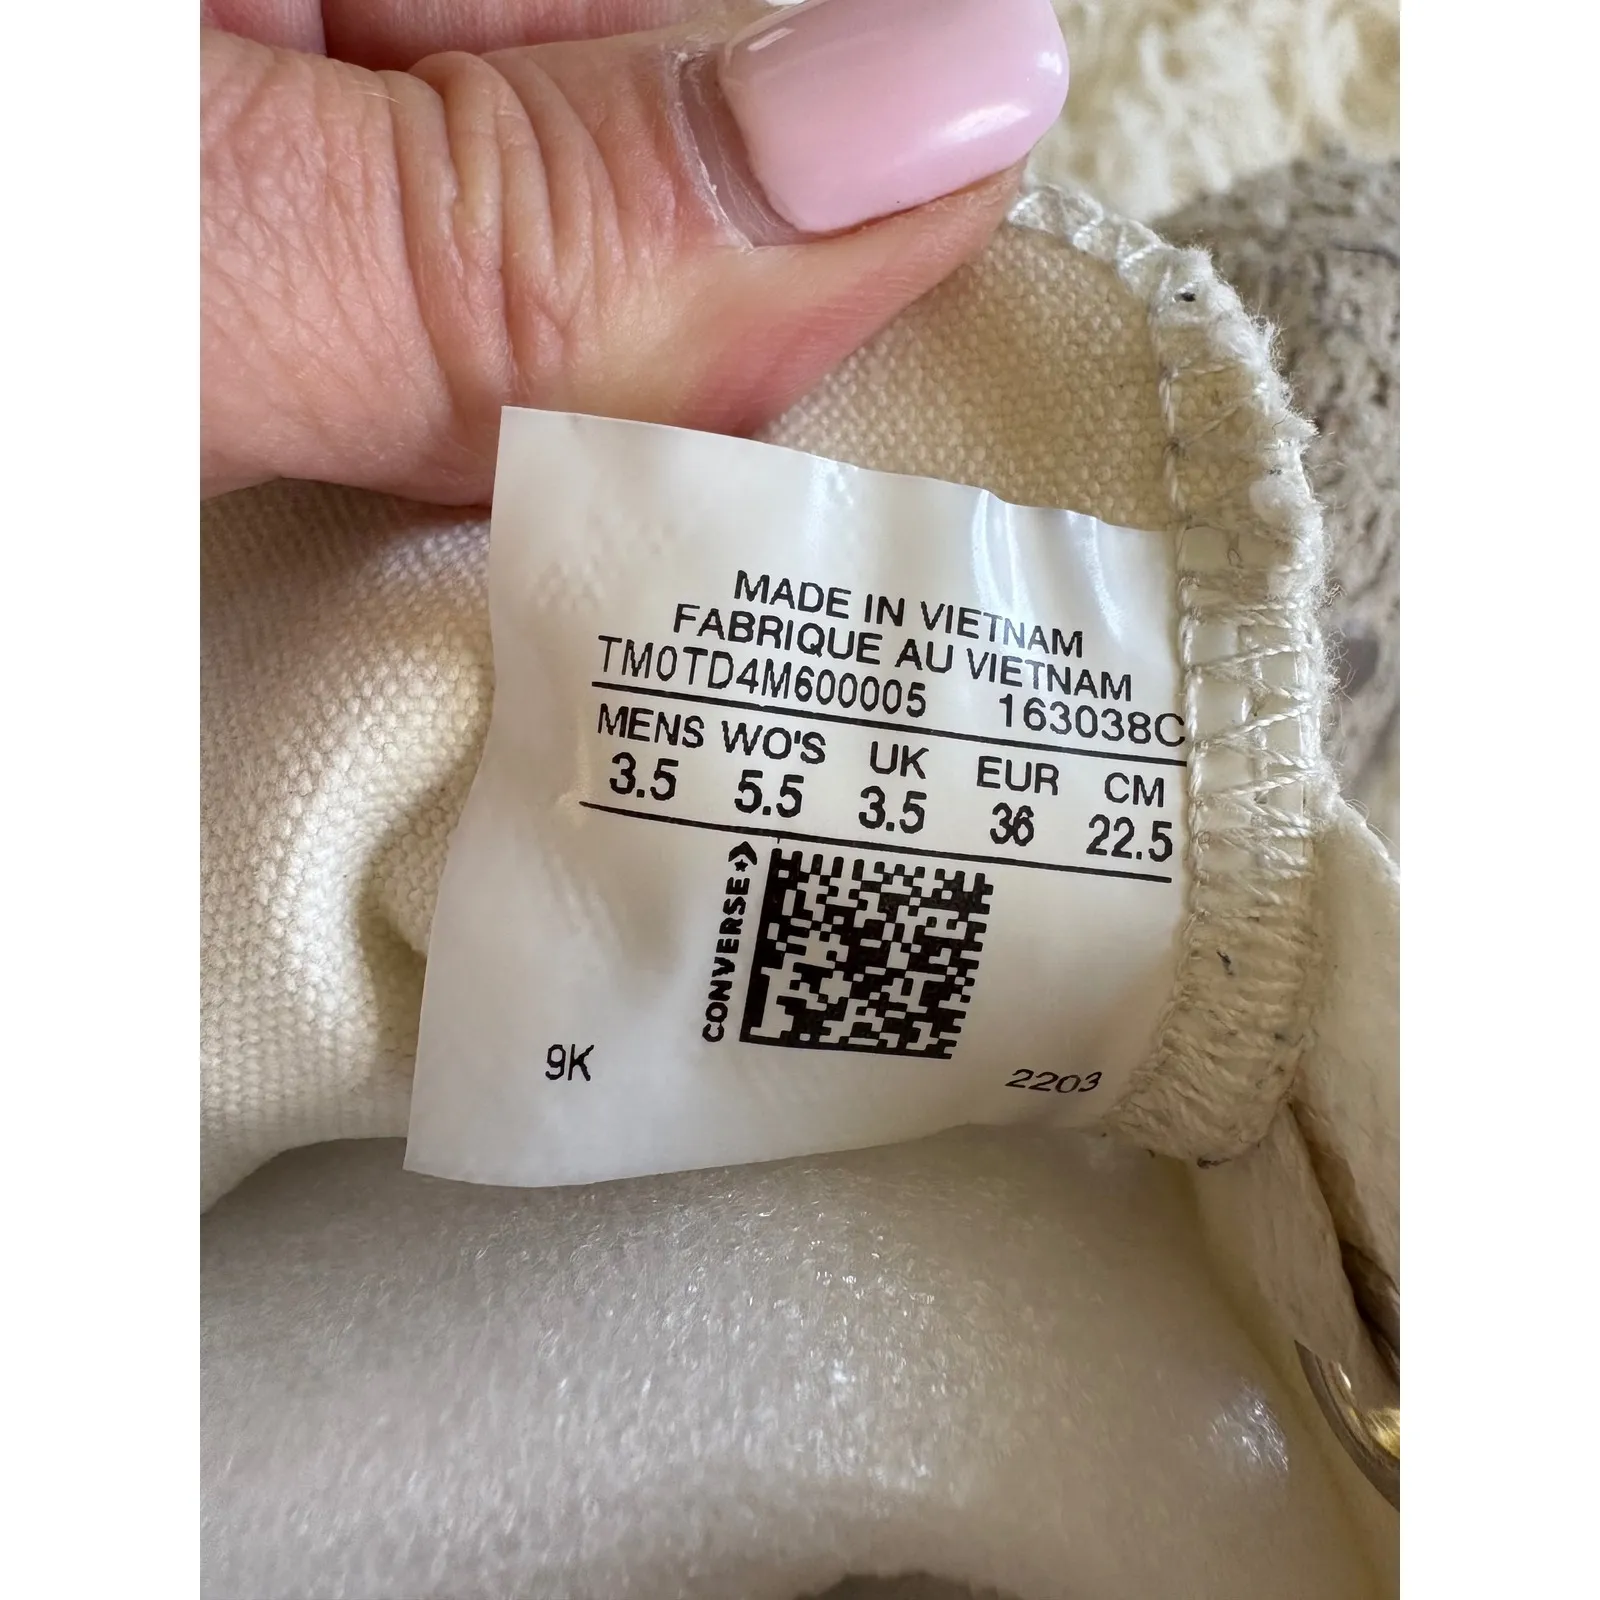 MADE IN VIETNAM
FABRIQUE AU VIETNAM
TM0TD4M600005 163038C
MENS WO'S UK EUR CM
3.5 5.5 3.5 36 22.5
CONVERSE
9K 2203